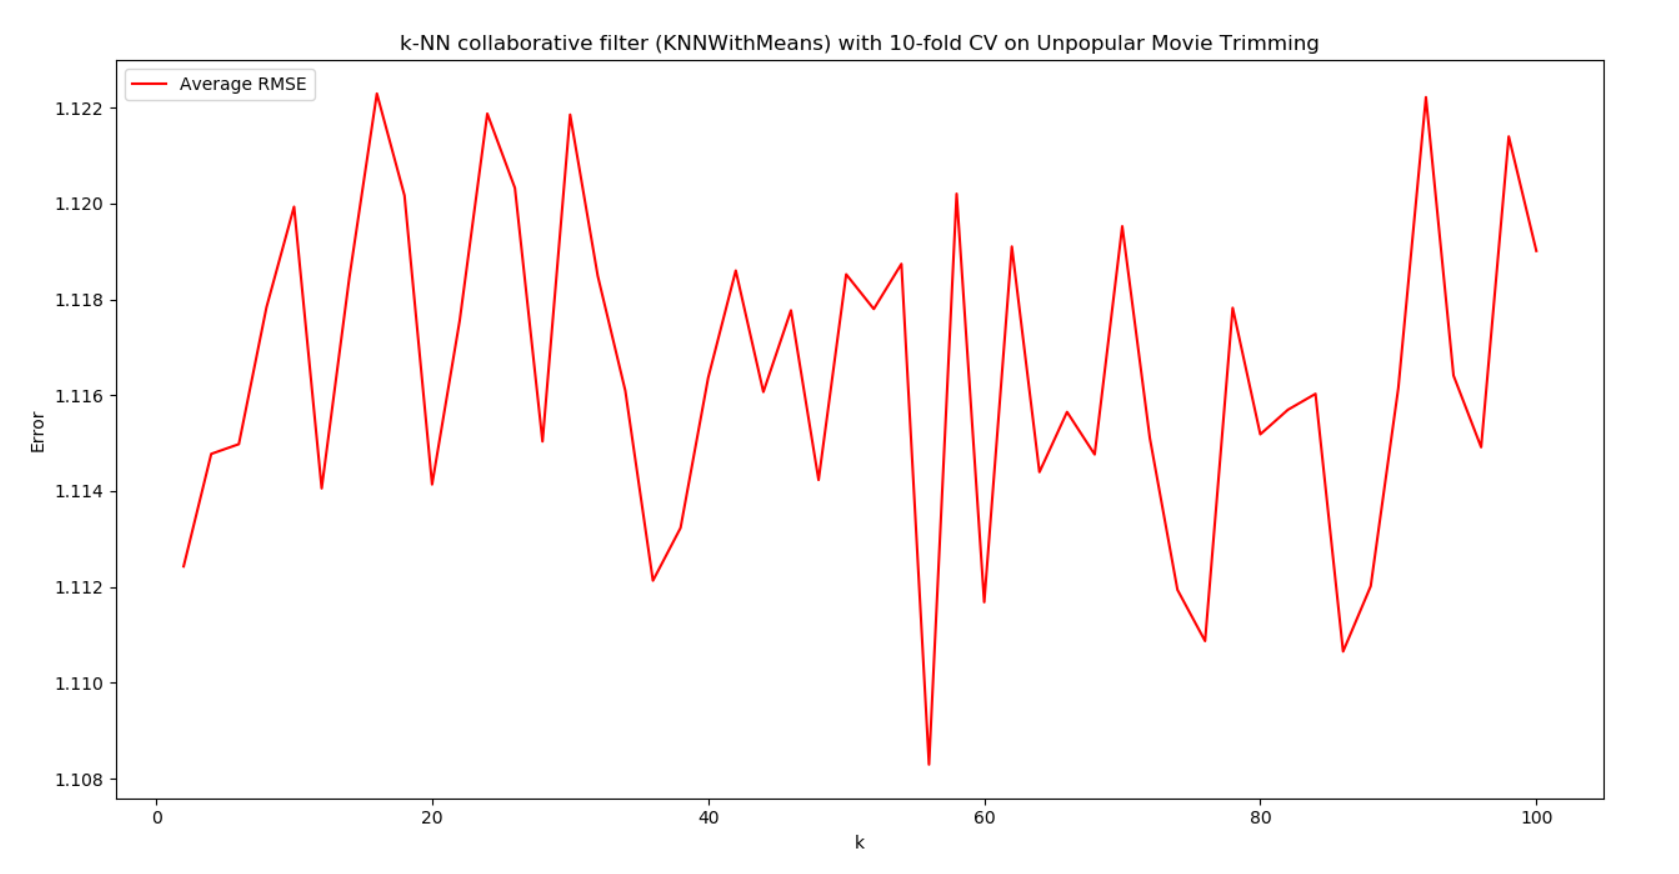 k-NN collaborative filter (KNNWithMeans) with 10-fold CV on Unpopular Movie Trimming
Average RMSE
1.122
1.120
1.118
1.116
1.114
1.112
1.110
1.108
Error
0 20 40 60 80 100
k